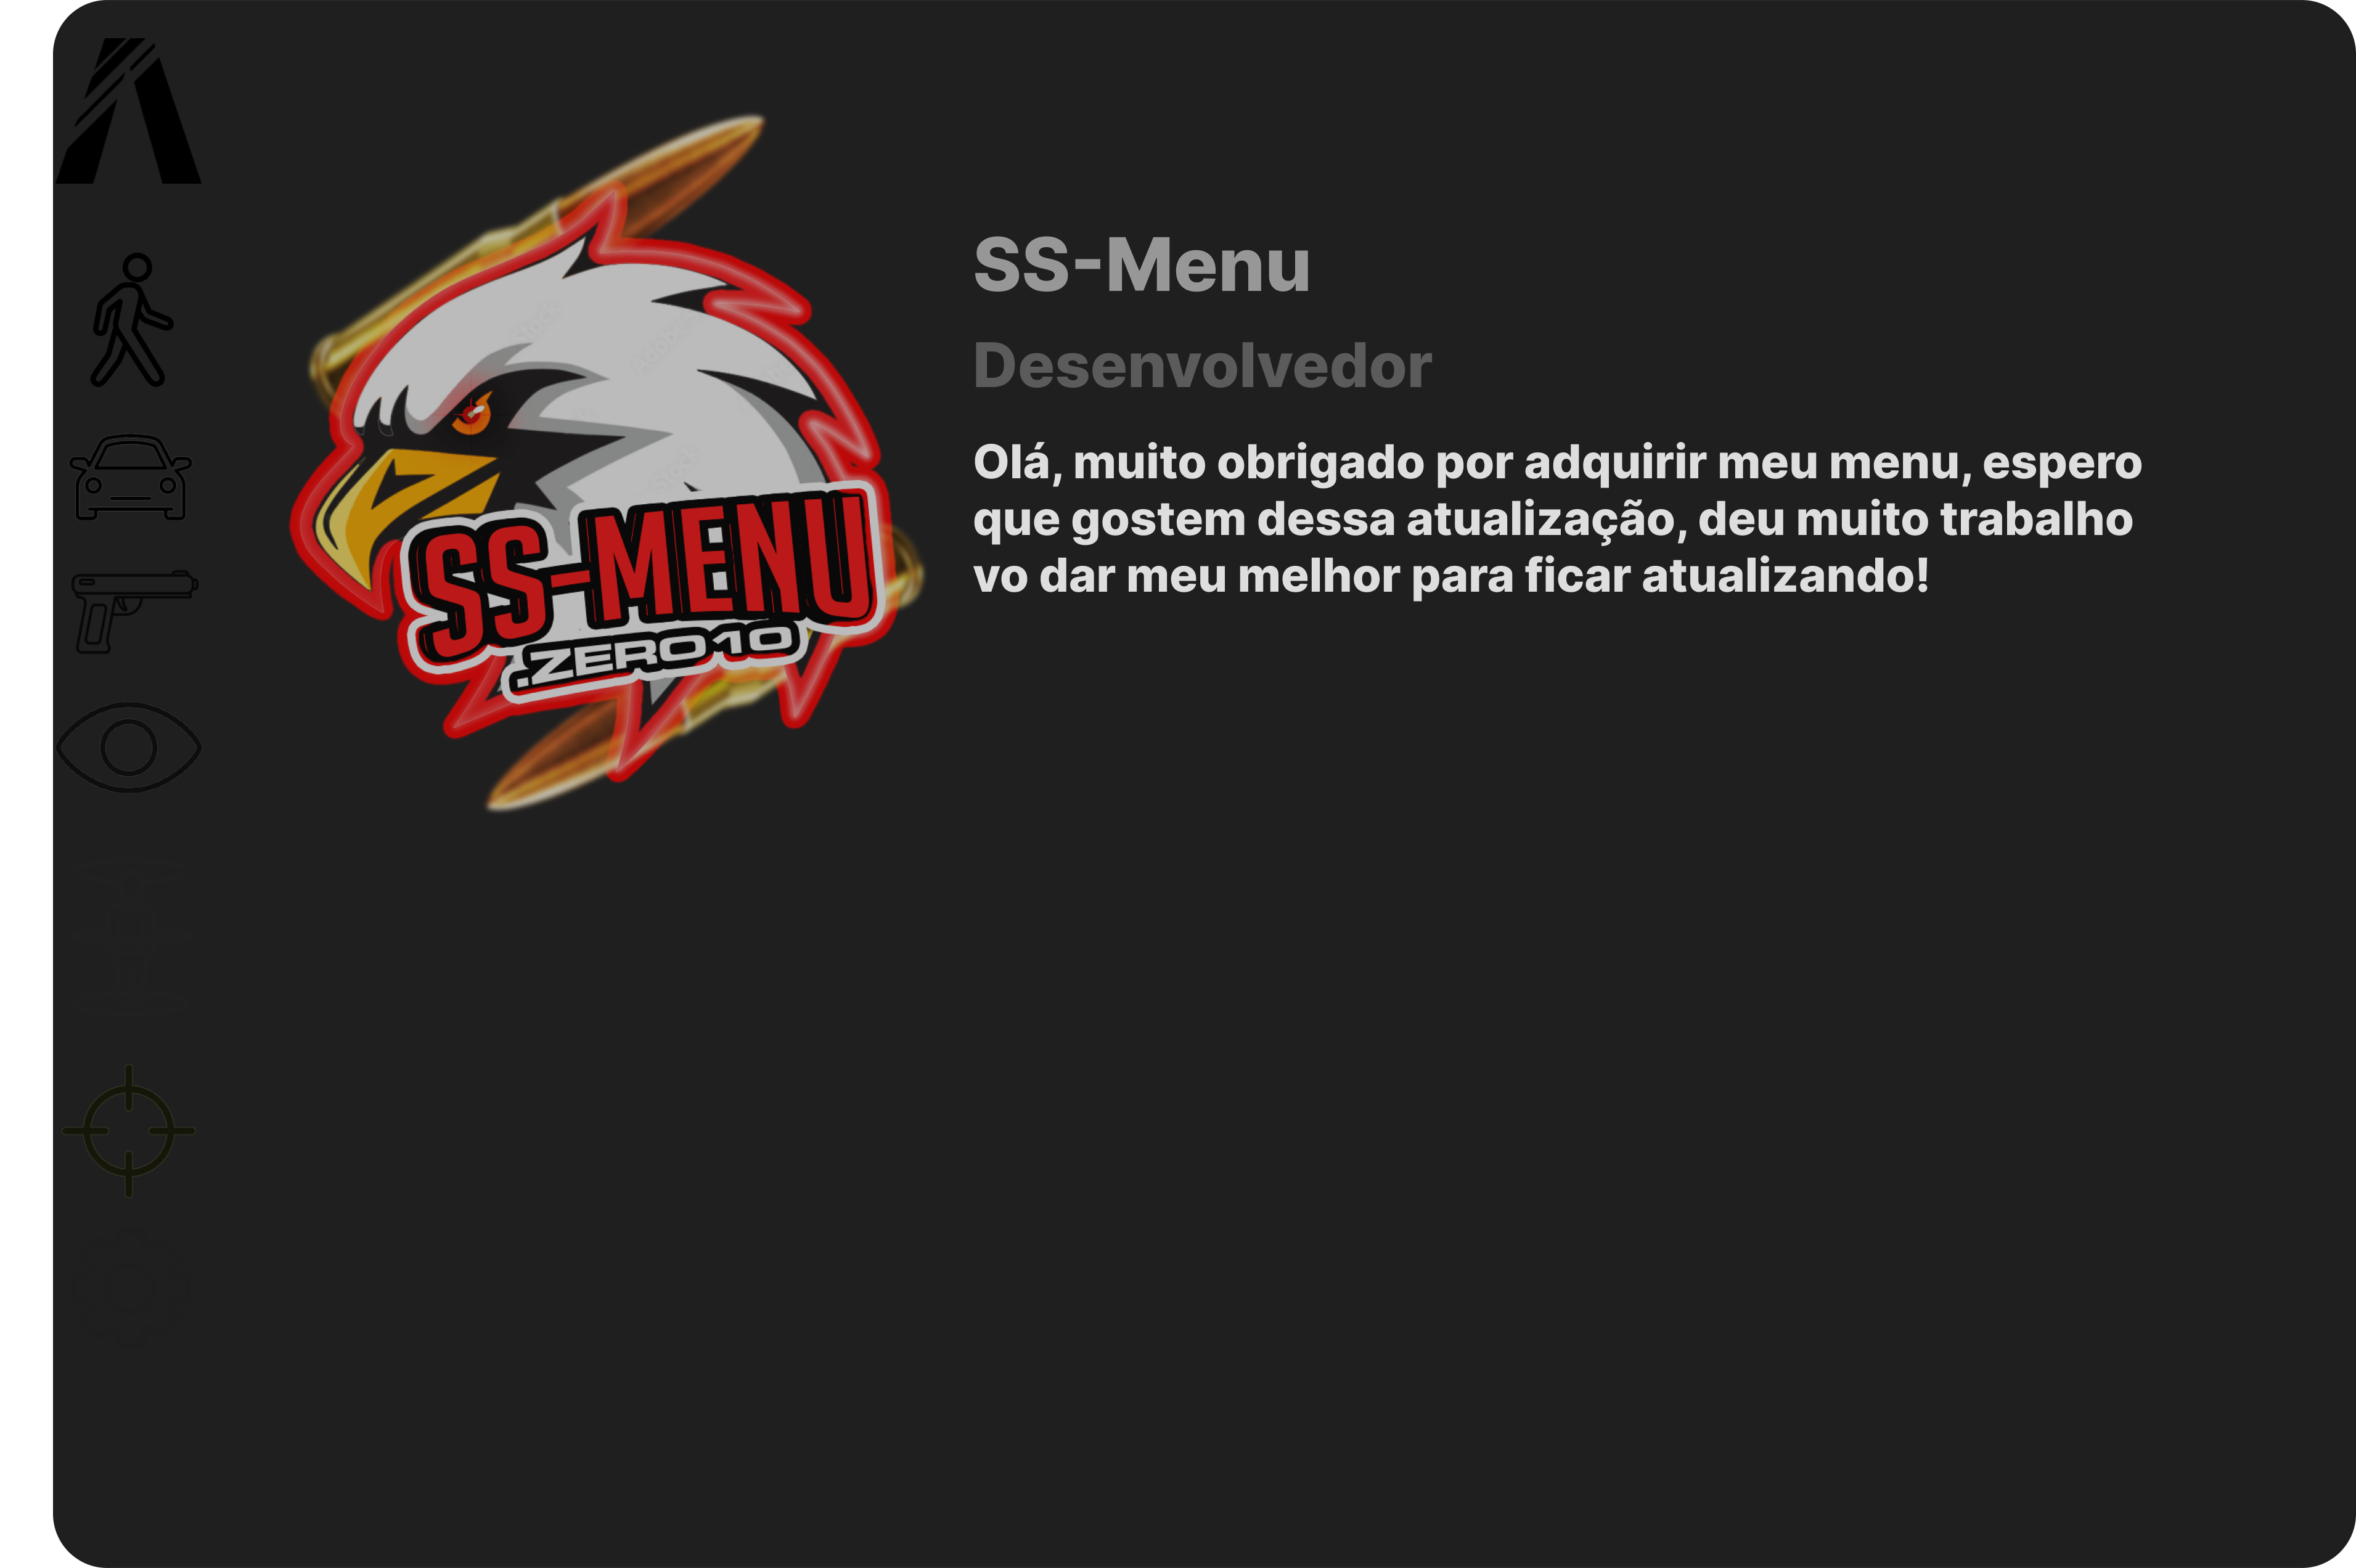 SS-Menu
Desenvolvedor
Olá, muito obrigado por adquirir meu menu, espero
que gostem dessa atualização, deu muito trabalho
vo dar meu melhor para ficar atualizando!
SS-MENU
.ZERO10